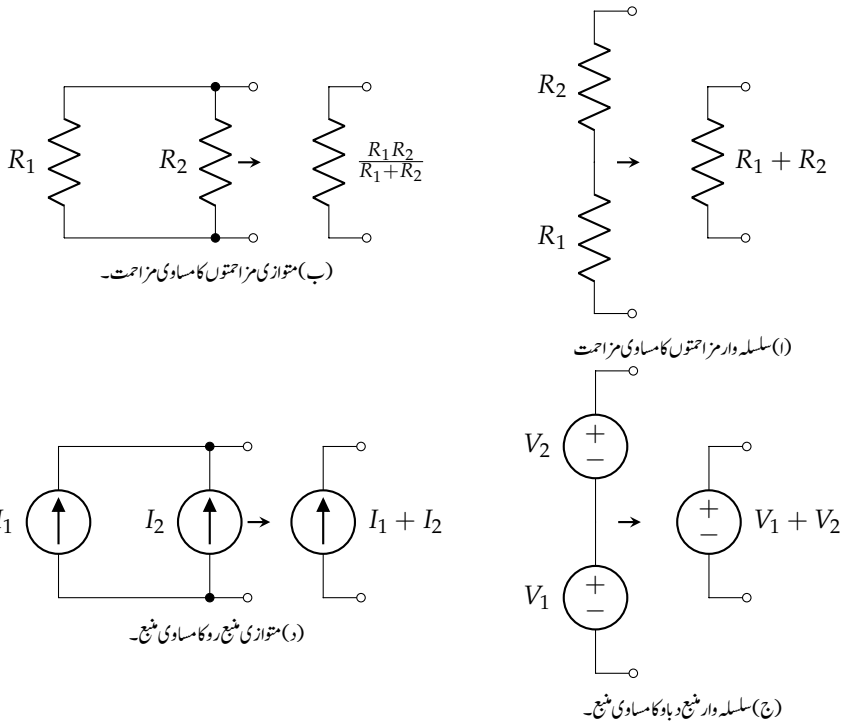 R₂
R₁
R₁ + R₂
(ا) سلسلہ وار مزاحمتوں کا مساوی مزاحمت
R₁
R₂
R₁R₂
R₁+R₂
(ب) متوازی مزاحمتوں کا مساوی مزاحمت۔
V₂
+
−
V₁
+
−
+
−
V₁ + V₂
(ج) سلسلہ وار منبع دباو کا مساوی منبع۔
I₁
I₂
I₁ + I₂
(د) متوازی منبع رو کا مساوی منبع۔